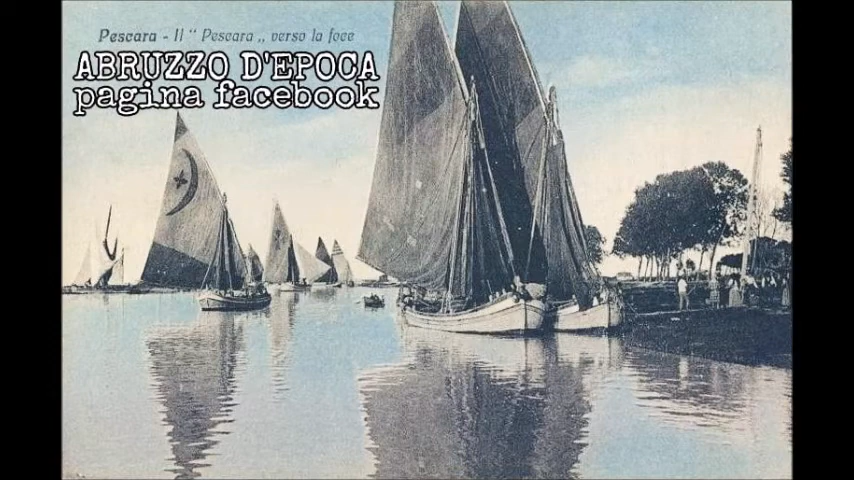 Pescara - Il "Pescara„ verso la foce
ABRUZZO D'EPOCA
pagina facebook